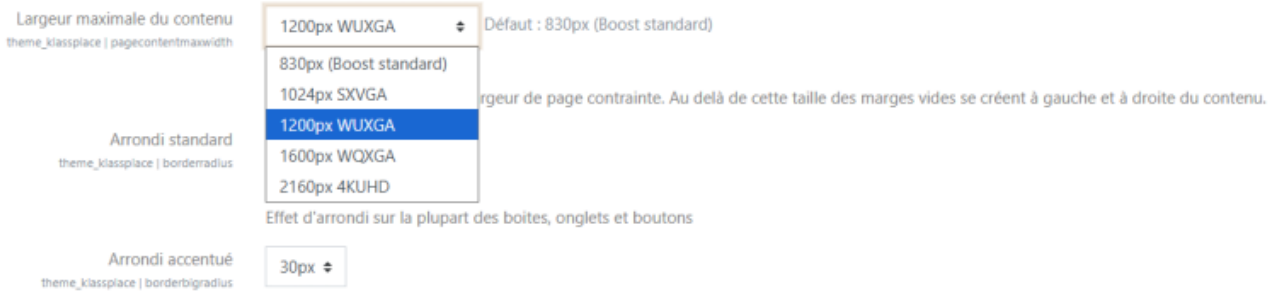 Largeur maximale du contenu
theme_klassplace | pagecontentmaxwidth
1200px WUXGA
Défaut : 830px (Boost standard)
830px (Boost standard)
1024px SXVGA
1200px WUXGA
1600px WQXGA
2160px 4KUHD
rgeur de page contrainte. Au delà de cette taille des marges vides se créent à gauche et à droite du contenu.
Arrondi standard
theme_klassplace | borderradius
Effet d'arrondi sur la plupart des boites, onglets et boutons
Arrondi accentué
theme_klassplace | borderbigradius
30px